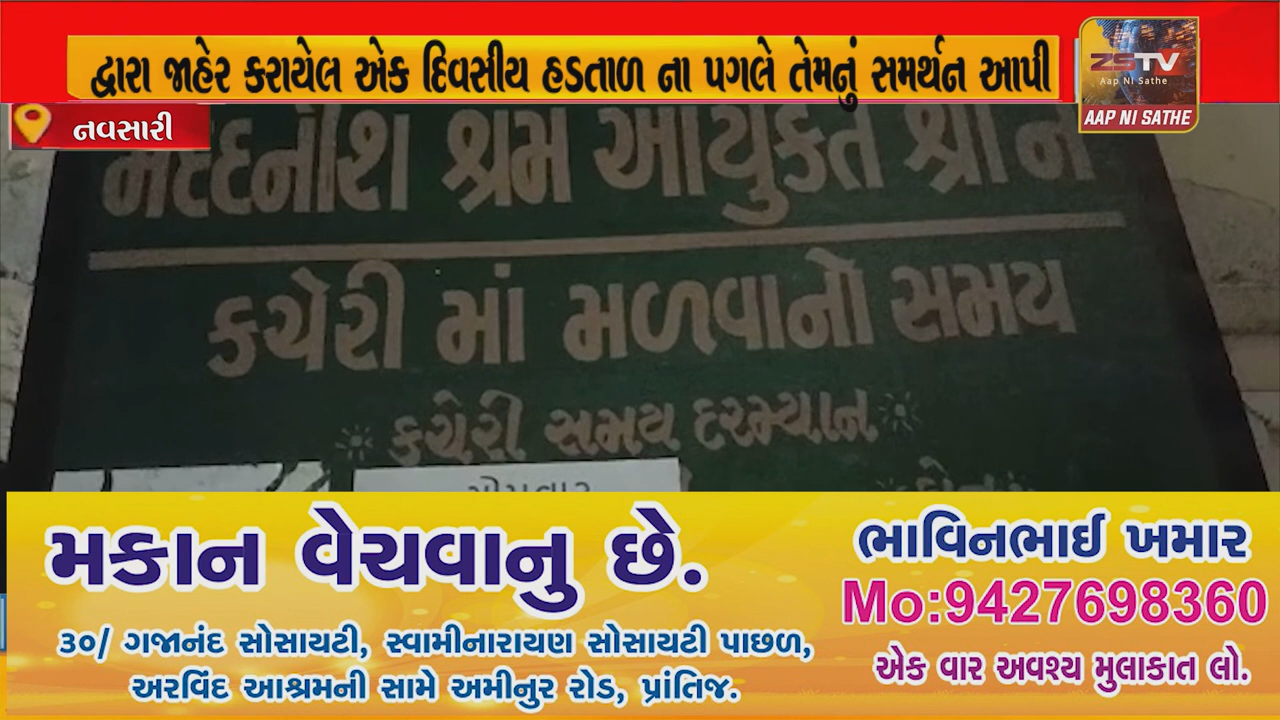 દ્વારા જાહેર કરાયેલ એક દિવસીય હડતાળ ના પગલે તેમનું સમર્થન આપી
ZSTV
Aap Ni Sathe
AAP NI SATHE
નવસારી
મદદનીશ શ્રમ આયુક્ત શ્રી ની
કચેરી માં મળવાનો સમય
કચેરી સમય દરમ્યાન
સોમવાર
મકાન વેચવાનુ છે.
૩૦/ ગજાનંદ સોસાયટી, સ્વામીનારાયણ સોસાયટી પાછળ,
અરવિંદ આશ્રમની સામે અમીનુર રોડ, પ્રાંતિજ.
ભાવિનભાઈ ખમાર
Mo:9427698360
એક વાર અવશ્ય મુલાકાત લો.